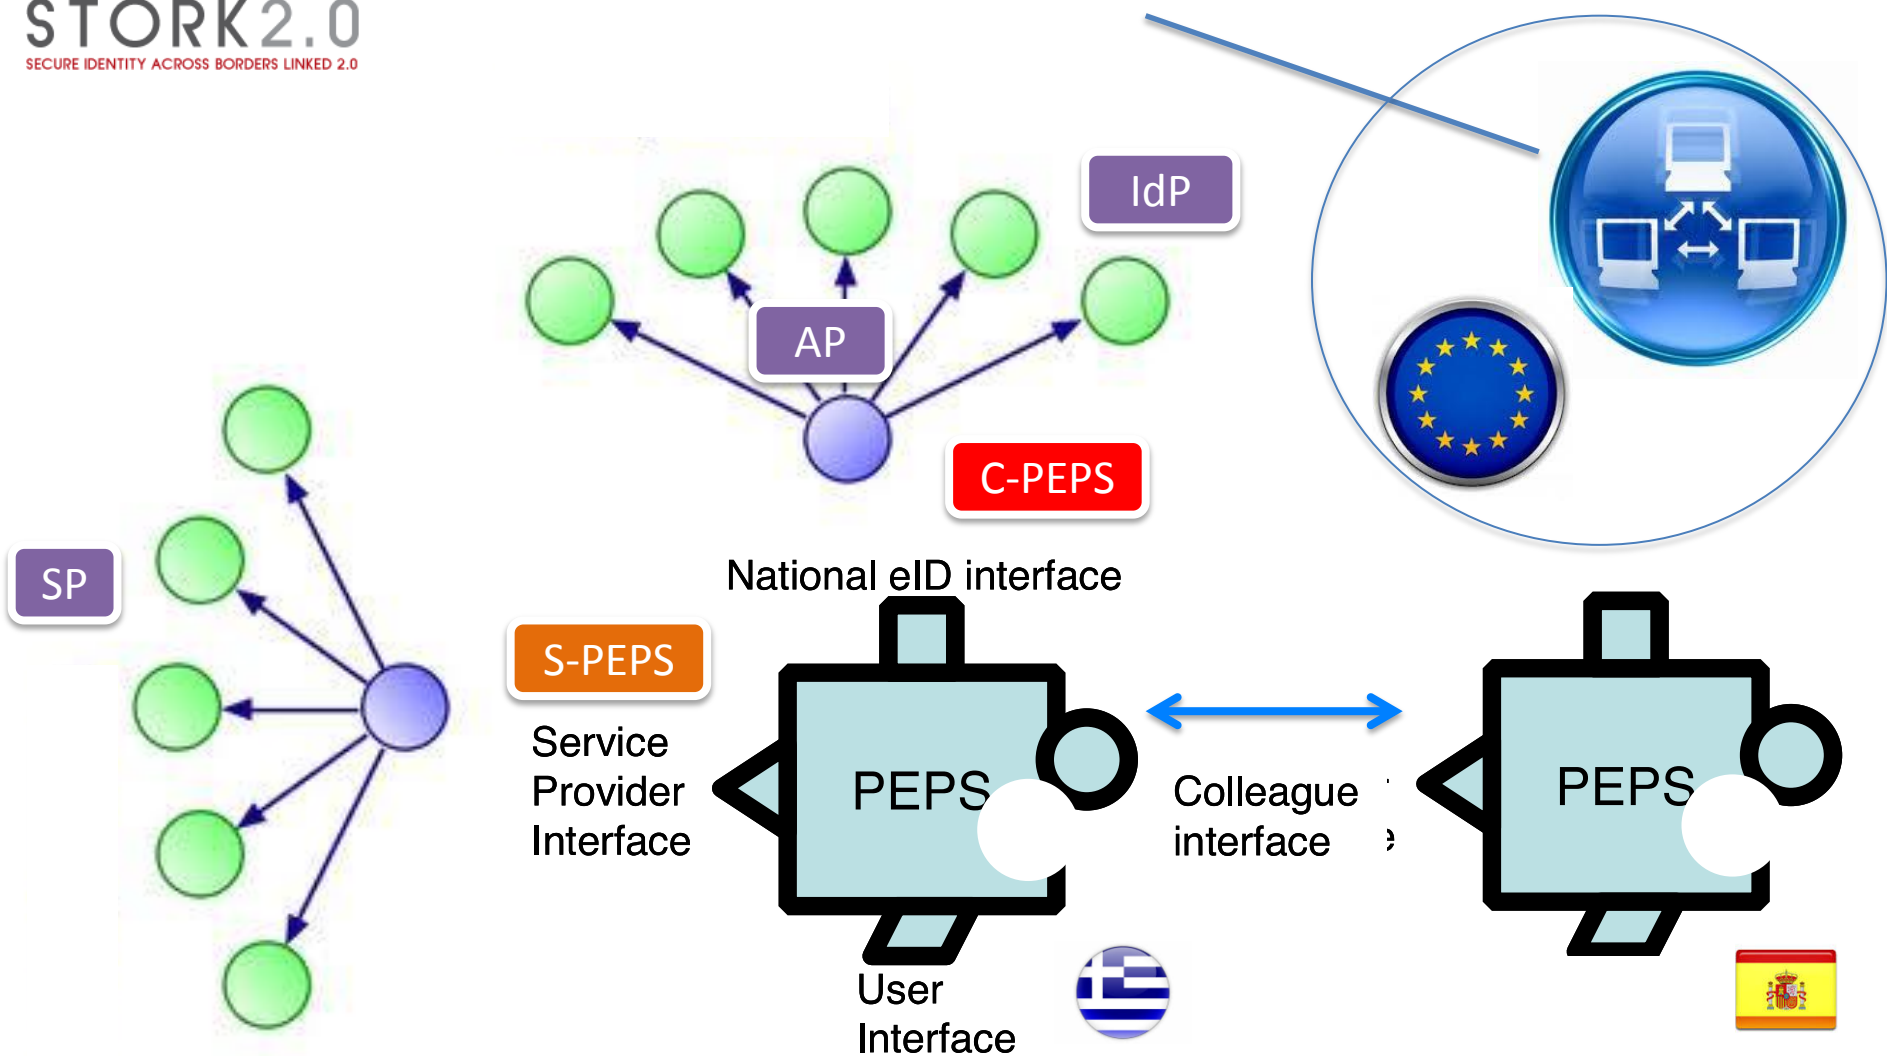 STORK2.0
SECURE IDENTITY ACROSS BORDERS LINKED 2.0
IdP
AP
C-PEPS
SP
National eID interface
S-PEPS
Service
Provider
Interface
PEPS
Colleague
interface
PEPS
User
Interface